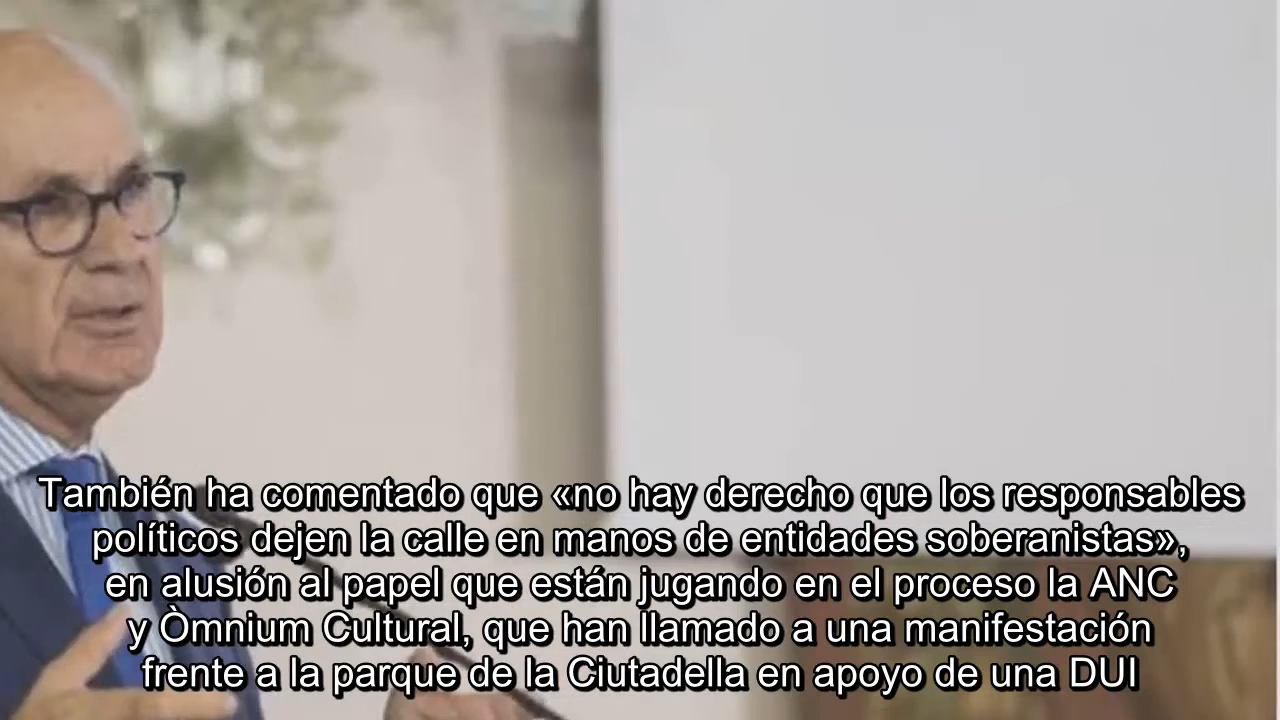 También ha comentado que «no hay derecho que los responsables
políticos dejen la calle en manos de entidades soberanistas»,
en alusión al papel que están jugando en el proceso la ANC
y Òmnium Cultural, que han llamado a una manifestación
frente a la parque de la Ciutadella en apoyo de una DUI